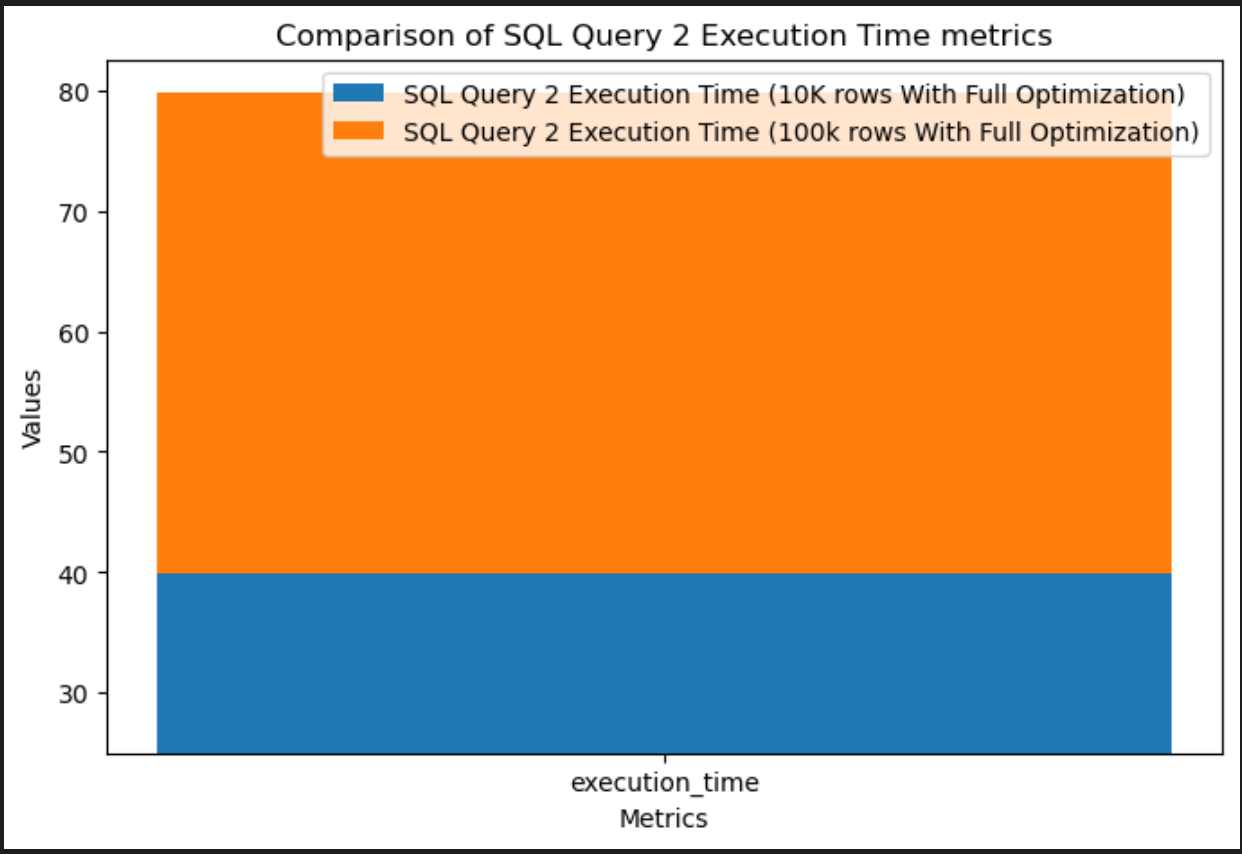 Comparison of SQL Query 2 Execution Time metrics
SQL Query 2 Execution Time (10K rows With Full Optimization)
SQL Query 2 Execution Time (100k rows With Full Optimization)
80
70
60
50
40
30
Values
execution_time
Metrics